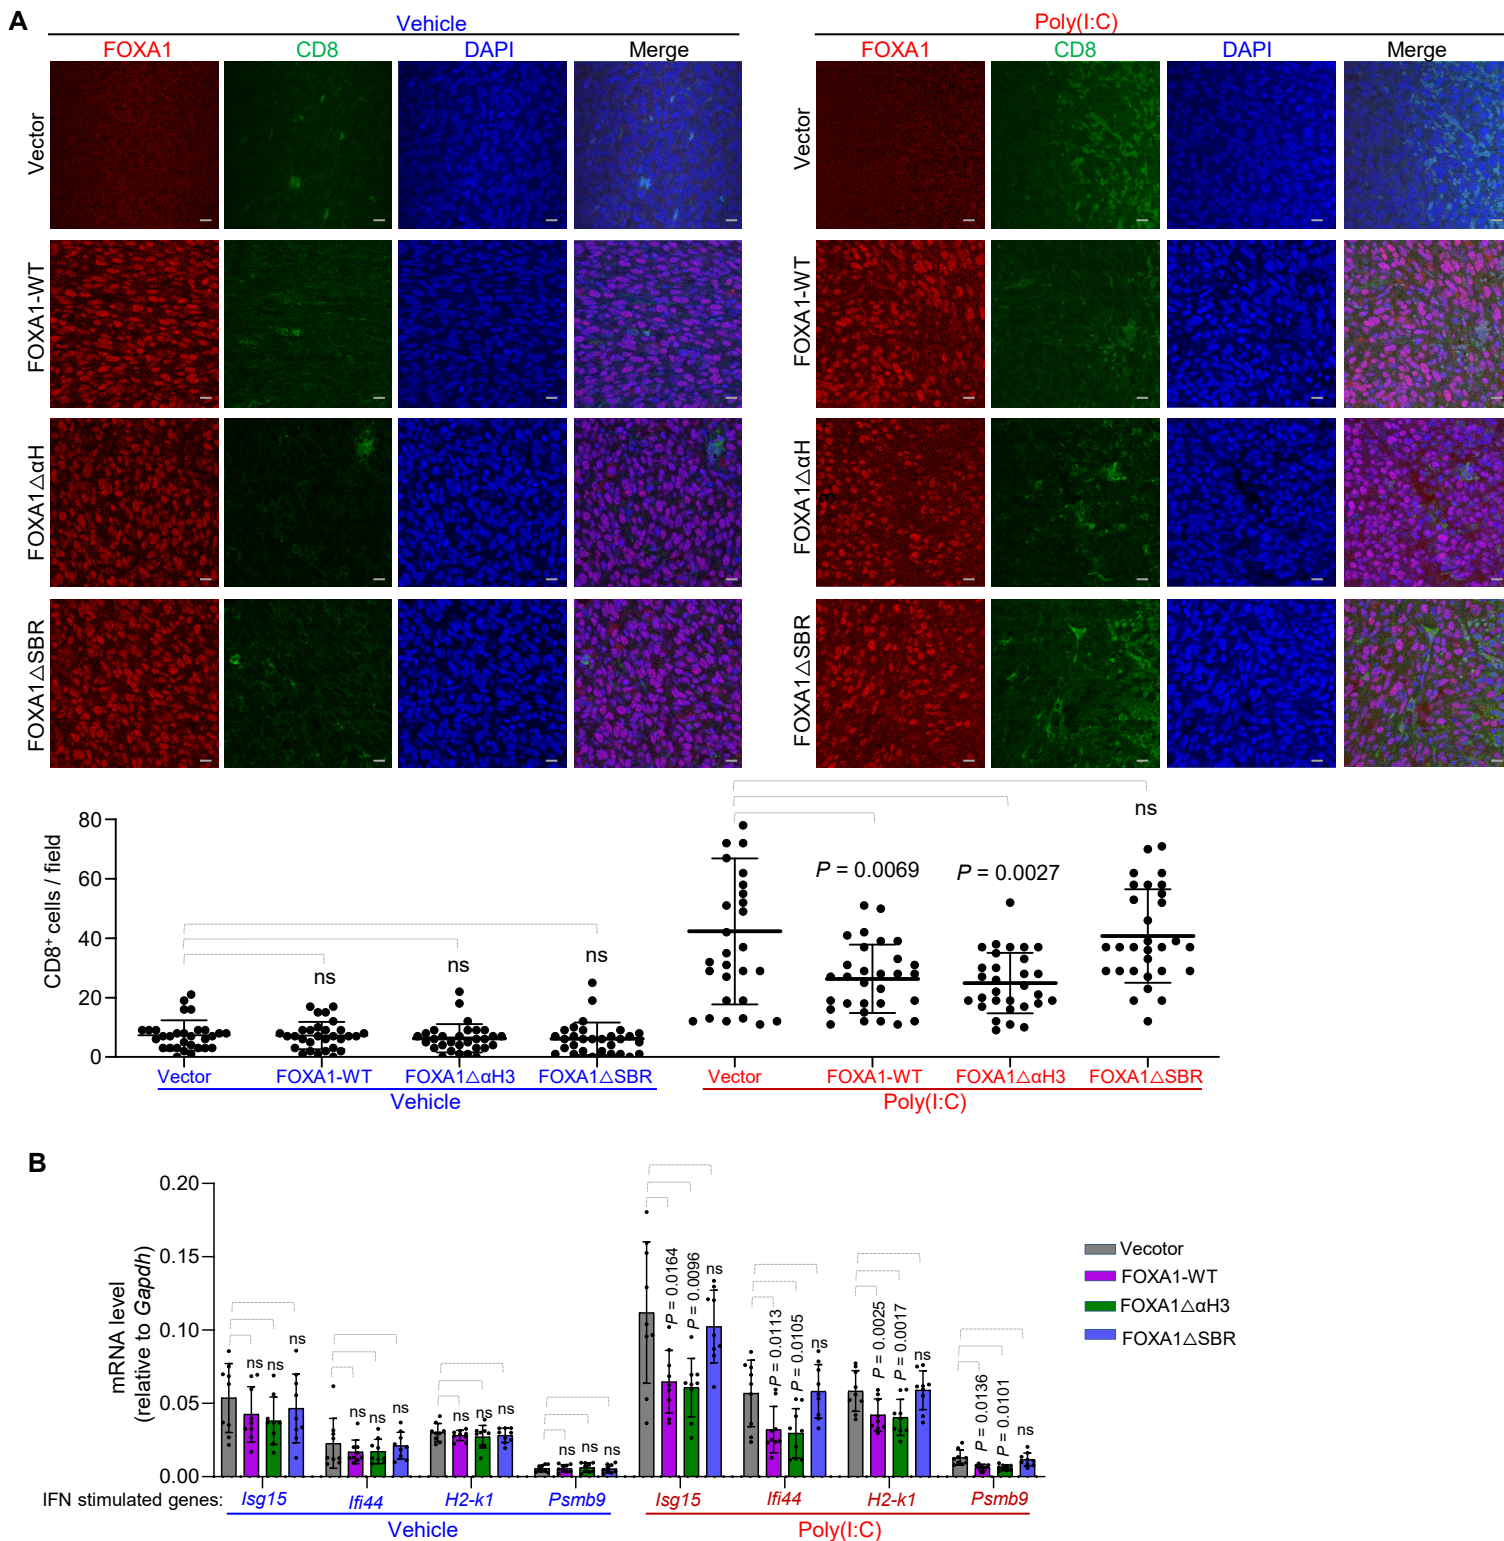 A
Vehicle
Poly(I:C)
FOXA1 CD8 DAPI Merge
FOXA1 CD8 DAPI Merge
Vector
Vector
FOXA1-WT
FOXA1-WT
FOXA1△αH
FOXA1△αH
FOXA1△SBR
FOXA1△SBR
CD8⁺ cells / field
80
60
40
20
0
ns
ns
ns
P = 0.0069
P = 0.0027
ns
Vector FOXA1-WT FOXA1△αH3 FOXA1△SBR
Vector FOXA1-WT FOXA1△αH3 FOXA1△SBR
Vehicle
Poly(I:C)
B
mRNA level
(relative to Gapdh)
0.20
0.15
0.10
0.05
0.00
ns ns ns
ns ns ns
ns ns ns
ns ns ns
P = 0.0164
P = 0.0096
ns
P = 0.0113
P = 0.0105
ns
P = 0.0025
P = 0.0017
ns
P = 0.0136
P = 0.0101
ns
Vecotor
FOXA1-WT
FOXA1△αH3
FOXA1△SBR
IFN stimulated genes: Isg15 Ifi44 H2-k1 Psmb9
Isg15 Ifi44 H2-k1 Psmb9
Vehicle
Poly(I:C)